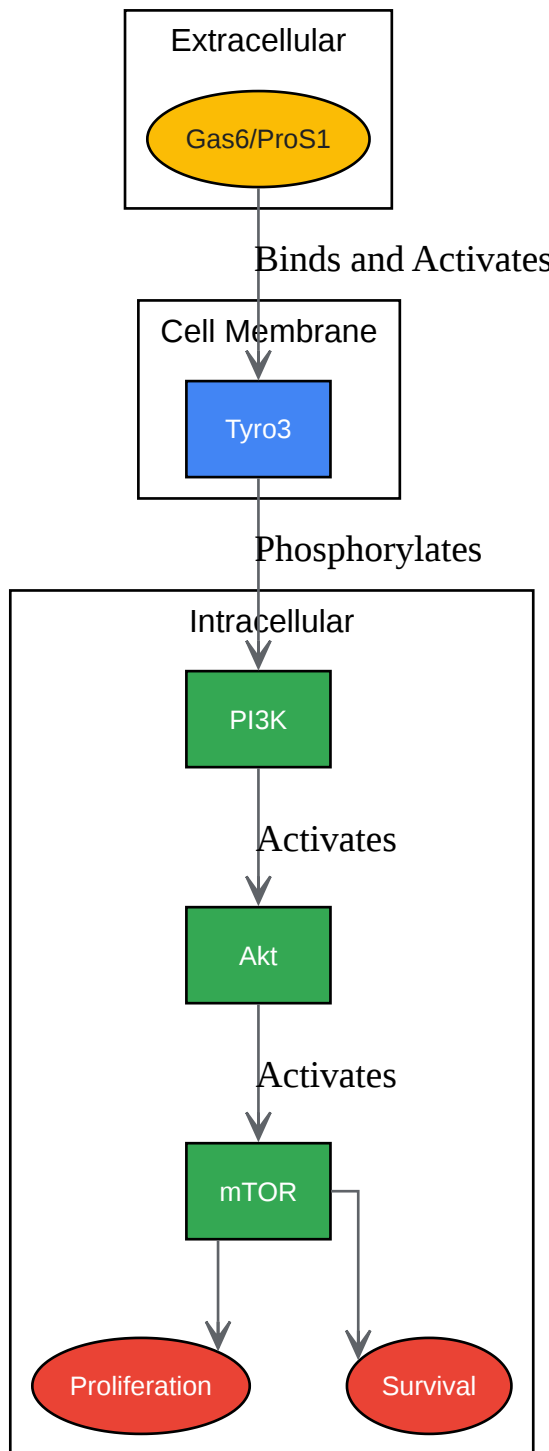 Extracellular
Gas6/ProS1
Binds and Activates
Cell Membrane
Tyro3
Phosphorylates
Intracellular
PI3K
Activates
Akt
Activates
mTOR
Proliferation
Survival